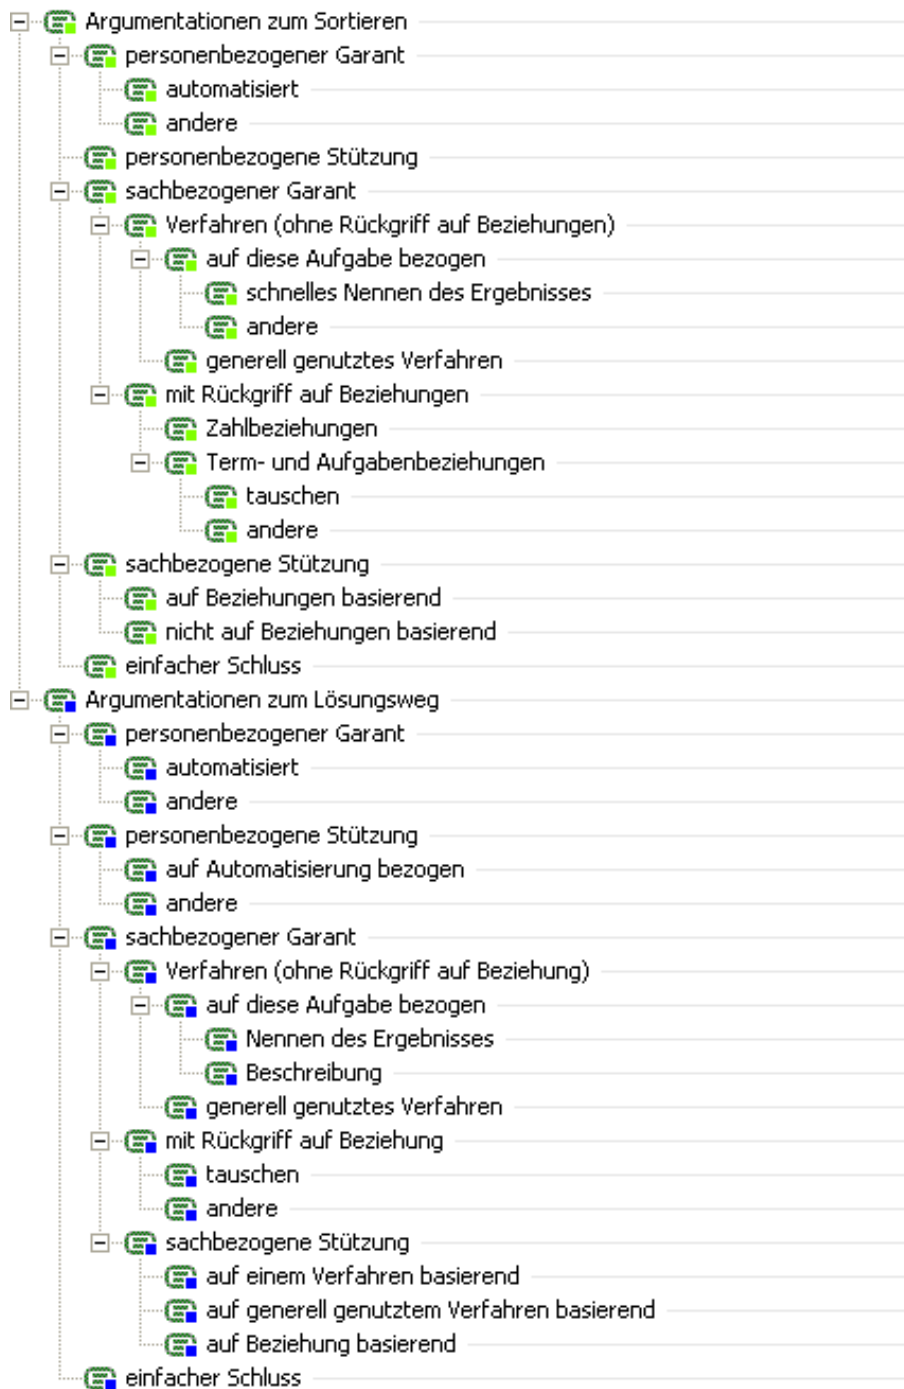 Argumentationen zum Sortieren
personenbezogener Garant
automatisiert
andere
personenbezogene Stützung
sachbezogener Garant
Verfahren (ohne Rückgriff auf Beziehungen)
auf diese Aufgabe bezogen
schnelles Nennen des Ergebnisses
andere
generell genutztes Verfahren
mit Rückgriff auf Beziehungen
Zahlbeziehungen
Term- und Aufgabenbeziehungen
tauschen
andere
sachbezogene Stützung
auf Beziehungen basierend
nicht auf Beziehungen basierend
einfacher Schluss
Argumentationen zum Lösungsweg
personenbezogener Garant
automatisiert
andere
personenbezogene Stützung
auf Automatisierung bezogen
andere
sachbezogener Garant
Verfahren (ohne Rückgriff auf Beziehung)
auf diese Aufgabe bezogen
Nennen des Ergebnisses
Beschreibung
generell genutztes Verfahren
mit Rückgriff auf Beziehung
tauschen
andere
sachbezogene Stützung
auf einem Verfahren basierend
auf generell genutztem Verfahren basierend
auf Beziehung basierend
einfacher Schluss